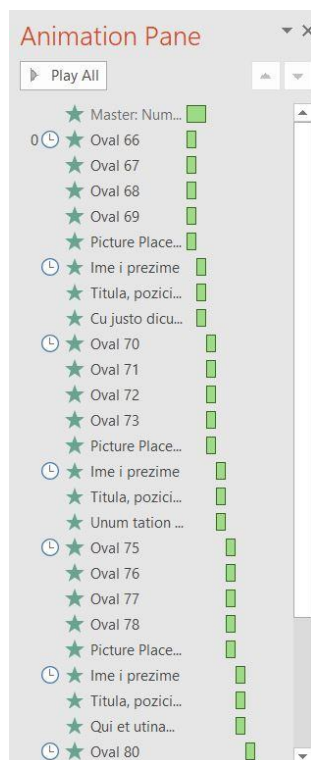 Animation Pane
Play All
Master: Num...
0 Oval 66
Oval 67
Oval 68
Oval 69
Picture Place...
Ime i prezime
Titula, pozici...
Cu justo dicu...
Oval 70
Oval 71
Oval 72
Oval 73
Picture Place...
Ime i prezime
Titula, pozici...
Unum tation ...
Oval 75
Oval 76
Oval 77
Oval 78
Picture Place...
Ime i prezime
Titula, pozici...
Qui et utina...
Oval 80